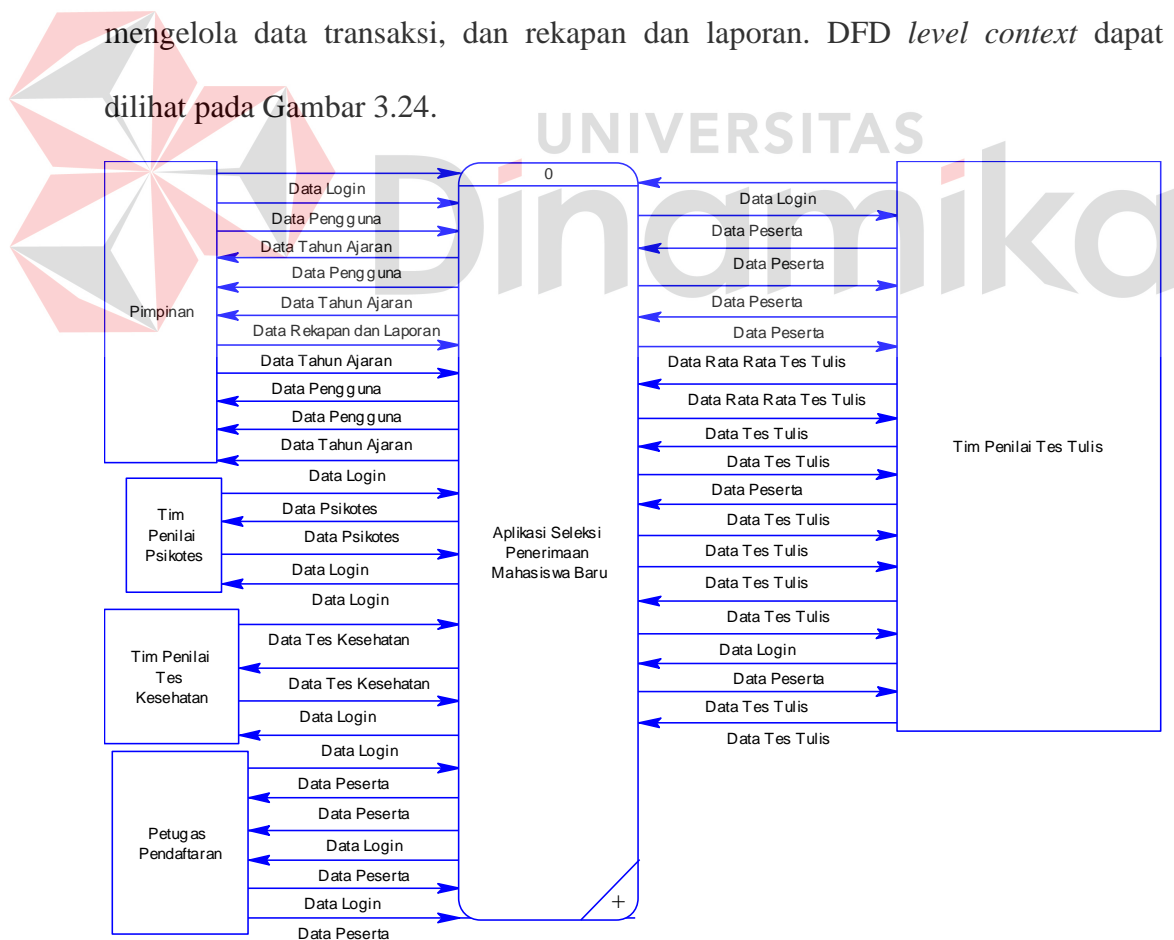 mengelola data transaksi, dan rekapan dan laporan. DFD level context dapat
dilihat pada Gambar 3.24.
UNIVERSITAS
Dinamika
Pimpinan
Data Login
Data Pengguna
Data Tahun Ajaran
Data Pengguna
Data Tahun Ajaran
Data Rekapan dan Laporan
Data Tahun Ajaran
Data Pengguna
Data Pengguna
Data Tahun Ajaran
Tim
Penilai
Psikotes
Data Login
Data Psikotes
Data Psikotes
Data Login
Data Login
Tim Penilai
Tes
Kesehatan
Data Tes Kesehatan
Data Tes Kesehatan
Data Login
Data Login
Petugas
Pendaftaran
Data Peserta
Data Peserta
Data Login
Data Peserta
Data Login
Data Peserta
0
Aplikasi Seleksi
Penerimaan
Mahasiswa Baru
+
Data Login
Data Peserta
Data Peserta
Data Peserta
Data Peserta
Data Rata Rata Tes Tulis
Data Rata Rata Tes Tulis
Data Tes Tulis
Data Tes Tulis
Data Peserta
Data Tes Tulis
Data Tes Tulis
Data Tes Tulis
Data Tes Tulis
Data Login
Data Peserta
Data Tes Tulis
Data Tes Tulis
Tim Penilai Tes Tulis